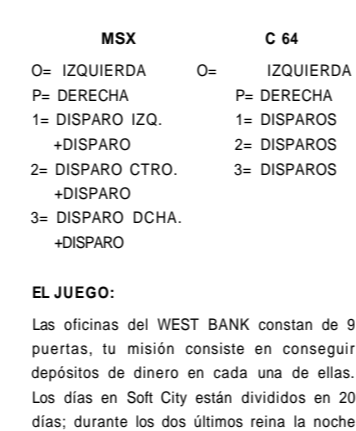 MSX
O= IZQUIERDA
P= DERECHA
1= DISPARO IZQ.
+DISPARO
2= DISPARO CTRO.
+DISPARO
3= DISPARO DCHA.
+DISPARO
C 64
O= IZQUIERDA
P= DERECHA
1= DISPAROS
2= DISPAROS
3= DISPAROS
EL JUEGO:
Las oficinas del WEST BANK constan de 9
puertas, tu misión consiste en conseguir
depósitos de dinero en cada una de ellas.
Los días en Soft City están divididos en 20
días; durante los dos últimos reina la noche